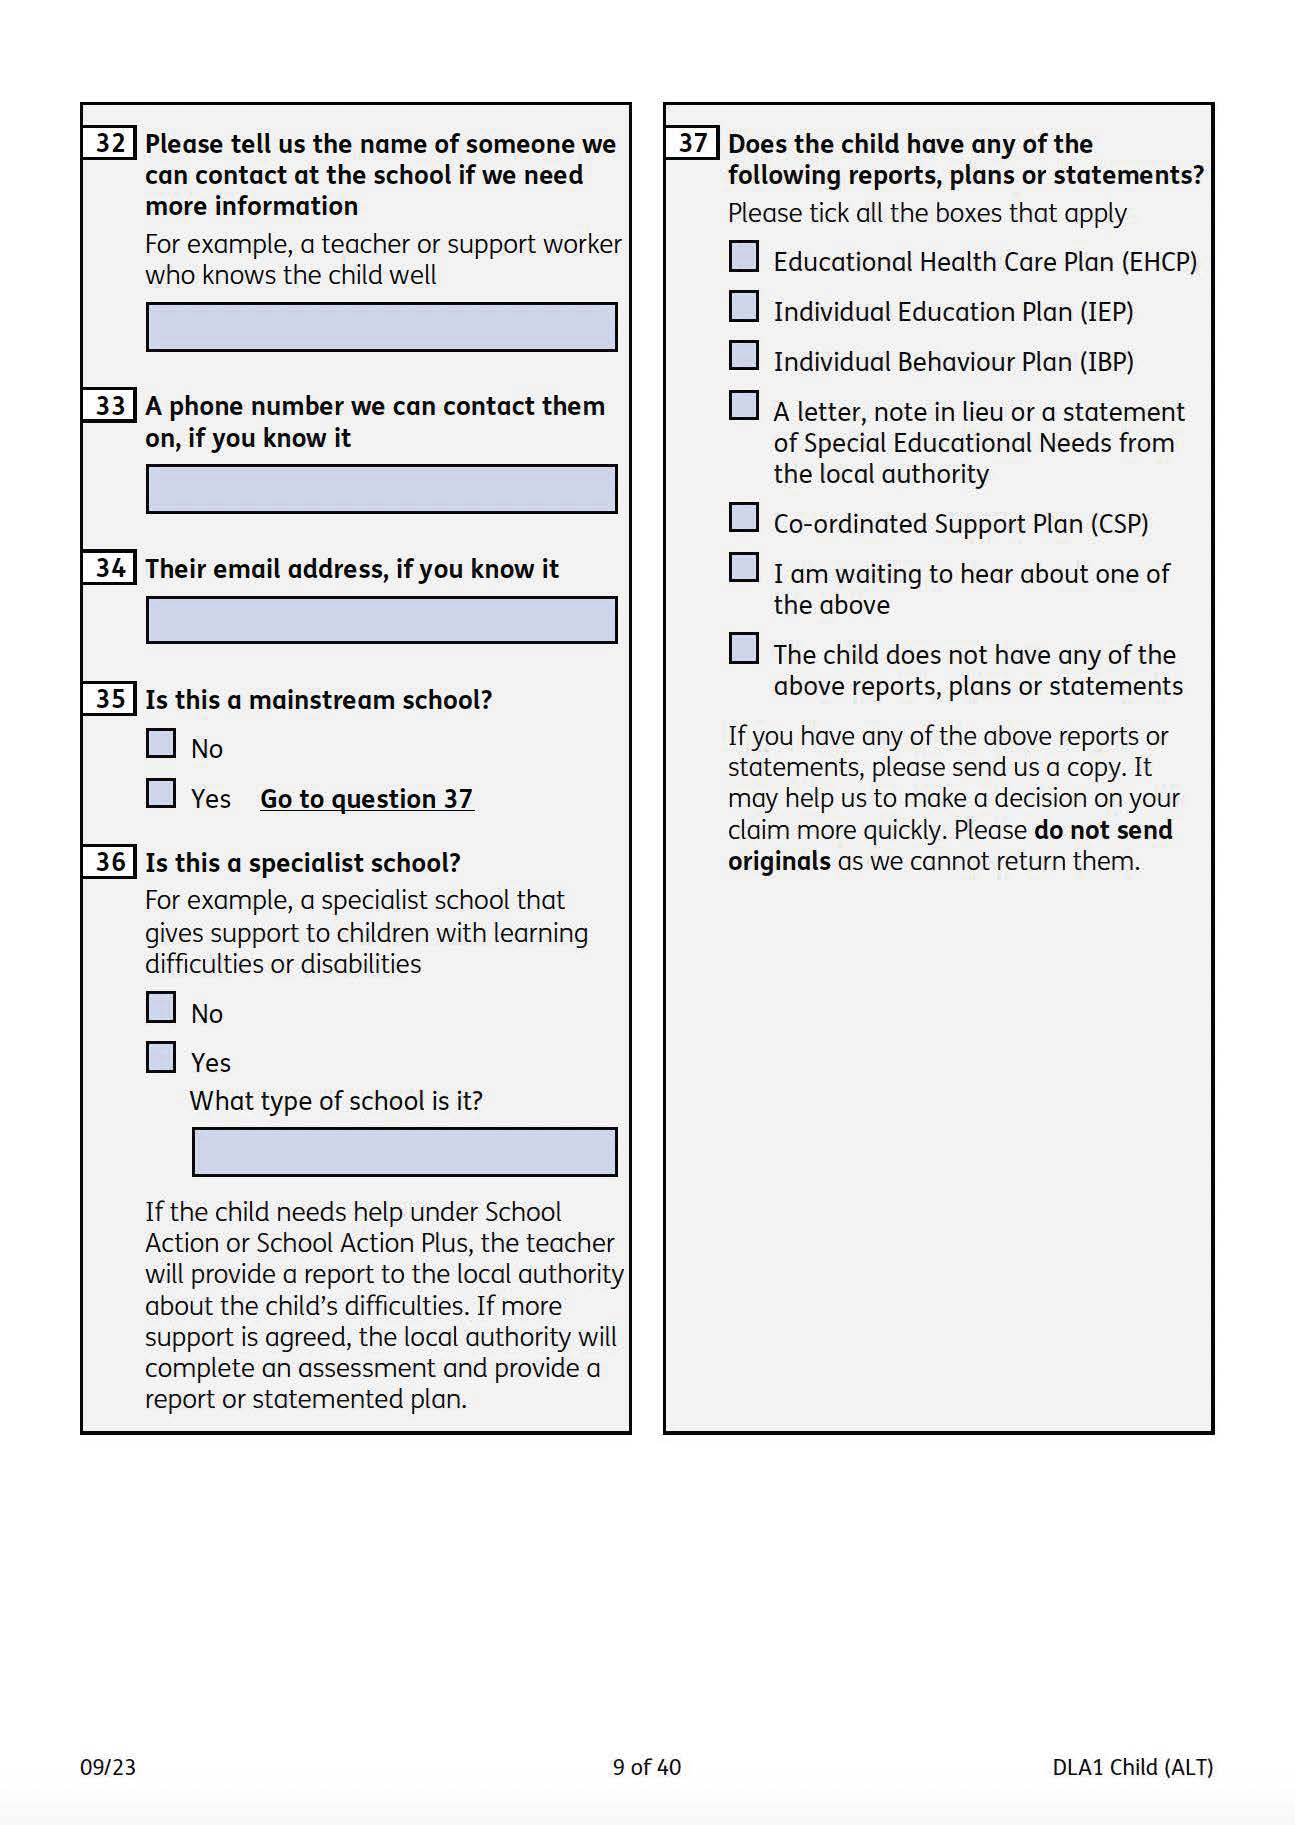 32 Please tell us the name of someone we
can contact at the school if we need
more information
For example, a teacher or support worker
who knows the child well
33 A phone number we can contact them
on, if you know it
34 Their email address, if you know it
35 Is this a mainstream school?
No
Yes Go to question 37
36 Is this a specialist school?
For example, a specialist school that
gives support to children with learning
difficulties or disabilities
No
Yes
What type of school is it?
If the child needs help under School
Action or School Action Plus, the teacher
will provide a report to the local authority
about the child's difficulties. If more
support is agreed, the local authority will
complete an assessment and provide a
report or statemented plan.
37 Does the child have any of the
following reports, plans or statements?
Please tick all the boxes that apply
Educational Health Care Plan (EHCP)
Individual Education Plan (IEP)
Individual Behaviour Plan (IBP)
A letter, note in lieu or a statement
of Special Educational Needs from
the local authority
Co-ordinated Support Plan (CSP)
I am waiting to hear about one of
the above
The child does not have any of the
above reports, plans or statements
If you have any of the above reports or
statements, please send us a copy. It
may help us to make a decision on your
claim more quickly. Please do not send
originals as we cannot return them.
09/23 9 of 40 DLA1 Child (ALT)